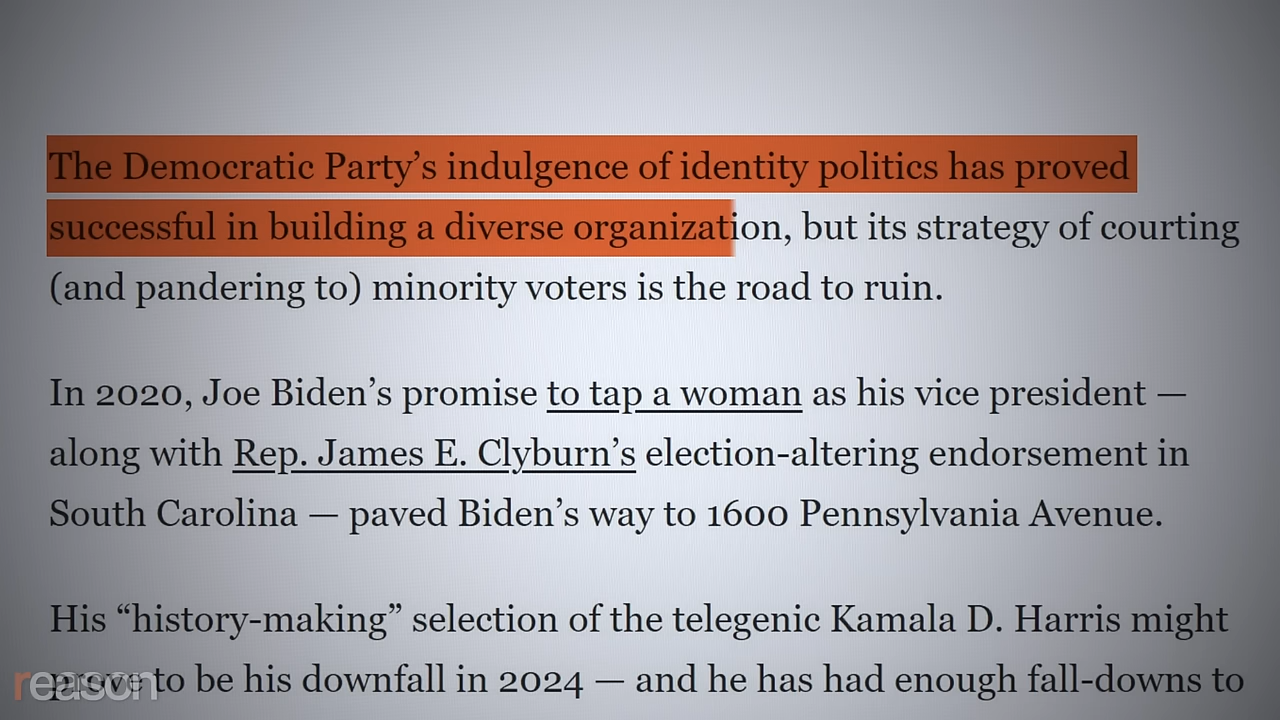 The Democratic Party’s indulgence of identity politics has proved
successful in building a diverse organization, but its strategy of courting
(and pandering to) minority voters is the road to ruin.
In 2020, Joe Biden’s promise to tap a woman as his vice president —
along with Rep. James E. Clyburn’s election-altering endorsement in
South Carolina — paved Biden’s way to 1600 Pennsylvania Avenue.
His “history-making” selection of the telegenic Kamala D. Harris might
prove to be his downfall in 2024 — and he has had enough fall-downs to
reason